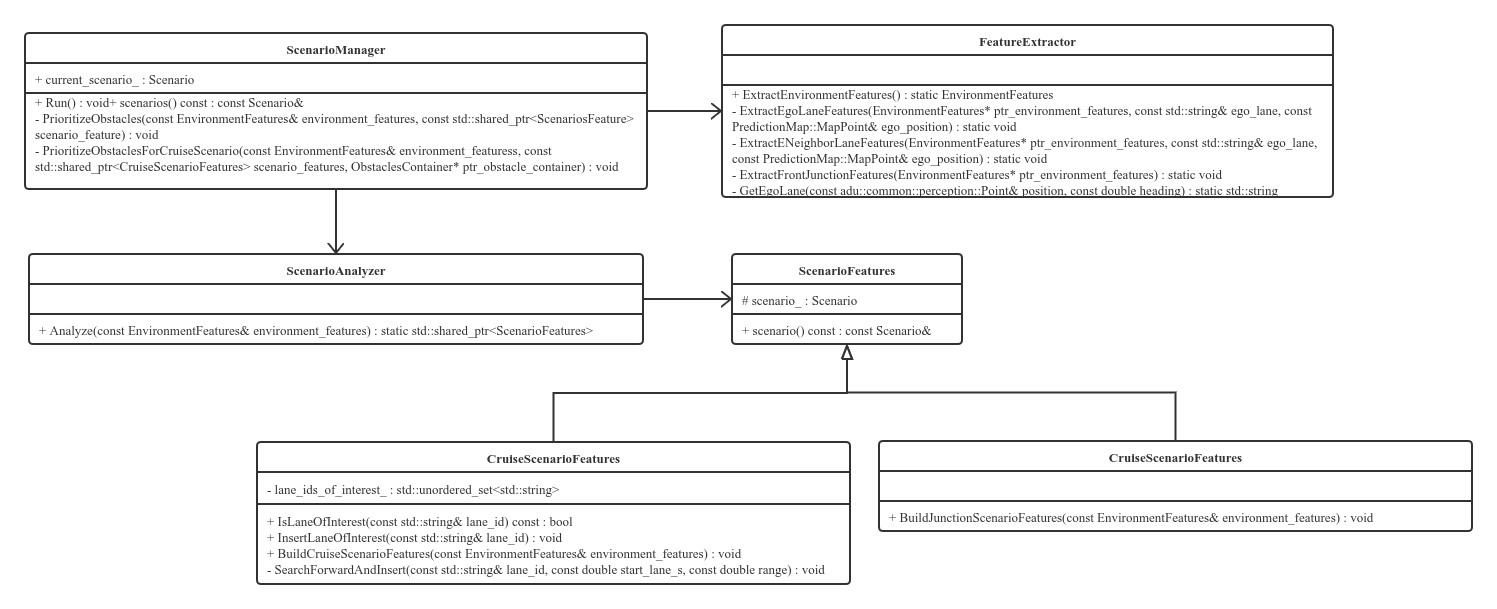 ScenarioManager
+ current_scenario_ : Scenario
+ Run() : void+ scenarios() const : const Scenario&
- PrioritizeObstacles(const EnvironmentFeatures& environment_features, const std::shared_ptr<ScenariosFeature>
scenario_feature) : void
- PrioritizeObstaclesForCruiseScenario(const EnvironmentFeatures& environment_featuress, const
std::shared_ptr<CruiseScenarioFeatures> scenario_features, ObstaclesContainer* ptr_obstacle_container) : void
FeatureExtractor
+ ExtractEnvironmentFeatures() : static EnvironmentFeatures
- ExtractEgoLaneFeatures(EnvironmentFeatures* ptr_environment_features, const std::string& ego_lane, const
PredictionMap::MapPoint& ego_position) : static void
- ExtractENeighborLaneFeatures(EnvironmentFeatures* ptr_environment_features, const std::string& ego_lane,
const PredictionMap::MapPoint& ego_position) : static void
- ExtractFrontJunctionFeatures(EnvironmentFeatures* ptr_environment_features) : static void
- GetEgoLane(const adu::common::perception::Point& position, const double heading) : static std::string
ScenarioAnalyzer
+ Analyze(const EnvironmentFeatures& environment_features) : static std::shared_ptr<ScenarioFeatures>
ScenarioFeatures
# scenario_ : Scenario
+ scenario() const : const Scenario&
CruiseScenarioFeatures
- lane_ids_of_interest_ : std::unordered_set<std::string>
+ IsLaneOfInterest(const std::string& lane_id) const : bool
+ InsertLaneOfInterest(const std::string& lane_id) : void
+ BuildCruiseScenarioFeatures(const EnvironmentFeatures& environment_features) : void
- SearchForwardAndInsert(const std::string& lane_id, const double start_lane_s, const double range) : void
CruiseScenarioFeatures
+ BuildJunctionScenarioFeatures(const EnvironmentFeatures& environment_features) : void